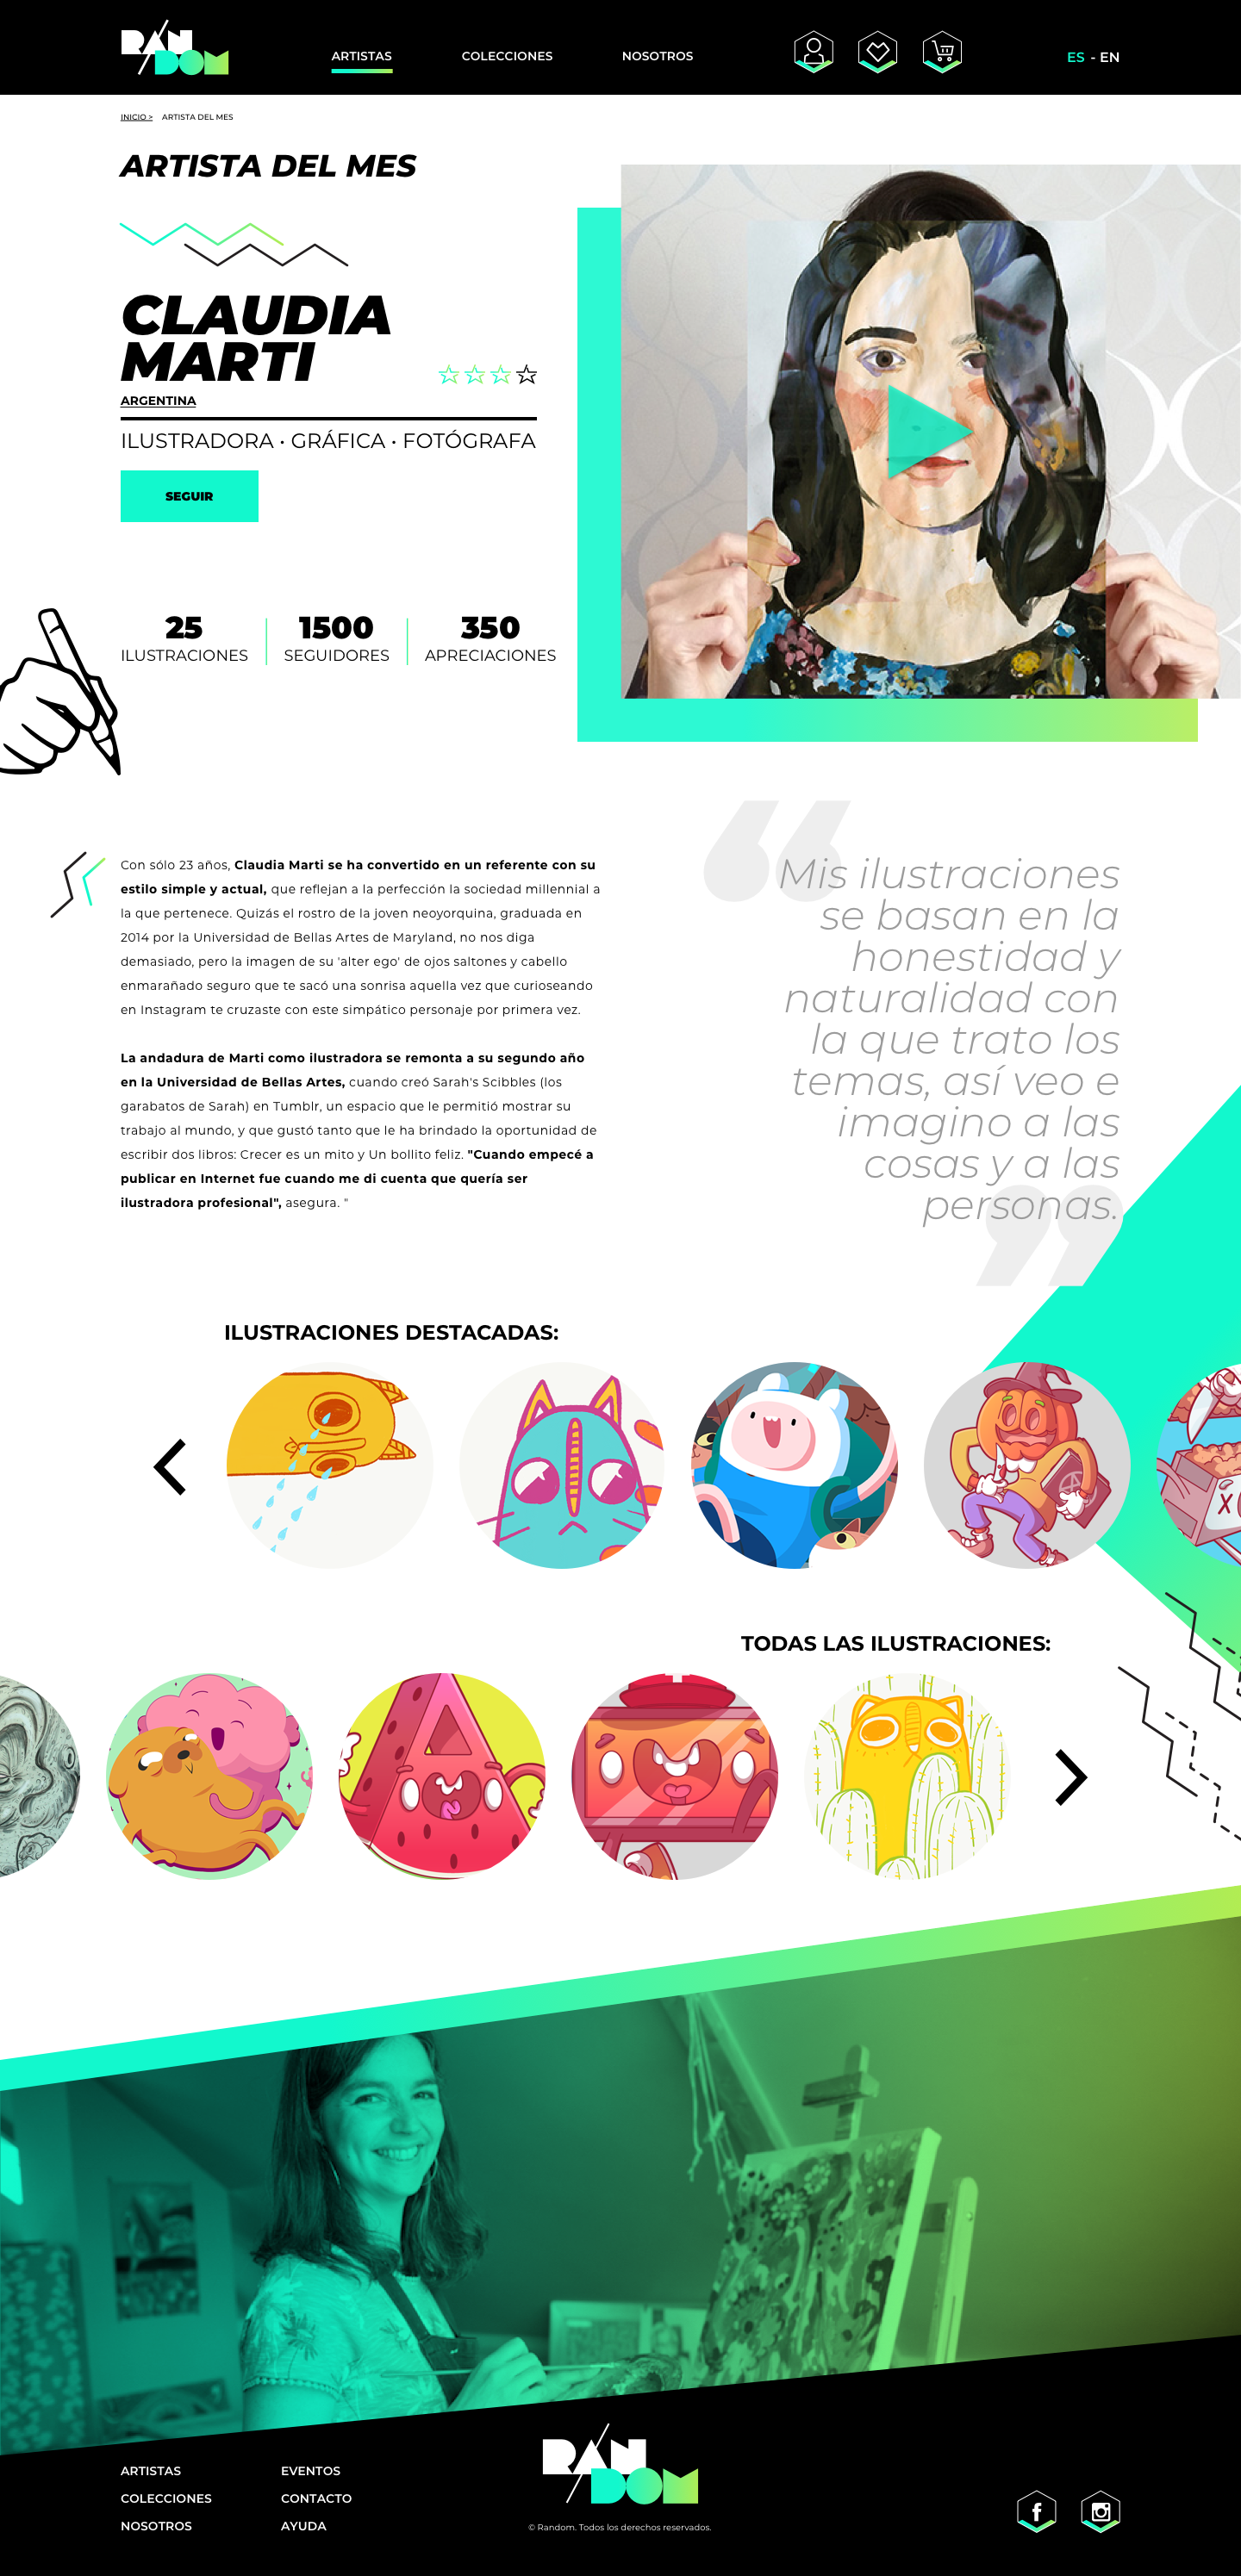 RANDOM
ARTISTAS
COLECCIONES
NOSOTROS
ES - EN
INICIO > ARTISTA DEL MES
ARTISTA DEL MES
CLAUDIA
MARTI
ARGENTINA
ILUSTRADORA • GRÁFICA • FOTÓGRAFA
SEGUIR
25
ILUSTRACIONES
1500
SEGUIDORES
350
APRECIACIONES
Con sólo 23 años, Claudia Marti se ha convertido en un referente con su
estilo simple y actual, que reflejan a la perfección la sociedad millennial a
la que pertenece. Quizás el rostro de la joven neoyorquina, graduada en
2014 por la Universidad de Bellas Artes de Maryland, no nos diga
demasiado, pero la imagen de su 'alter ego' de ojos saltones y cabello
enmarañado seguro que te sacó una sonrisa aquella vez que curioseando
en Instagram te cruzaste con este simpático personaje por primera vez.
La andadura de Marti como ilustradora se remonta a su segundo año
en la Universidad de Bellas Artes, cuando creó Sarah's Scibbles (los
garabatos de Sarah) en Tumblr, un espacio que le permitió mostrar su
trabajo al mundo, y que gustó tanto que le ha brindado la oportunidad de
escribir dos libros: Crecer es un mito y Un bollito feliz. "Cuando empecé a
publicar en Internet fue cuando me di cuenta que quería ser
ilustradora profesional", asegura. "
“
Mis ilustraciones
se basan en la
honestidad y
naturalidad con
la que trato los
temas, así veo e
imagino a las
cosas y a las
personas.
”
ILUSTRACIONES DESTACADAS:
TODAS LAS ILUSTRACIONES:
ARTISTAS
COLECCIONES
NOSOTROS
EVENTOS
CONTACTO
AYUDA
RANDOM
© Random. Todos los derechos reservados.